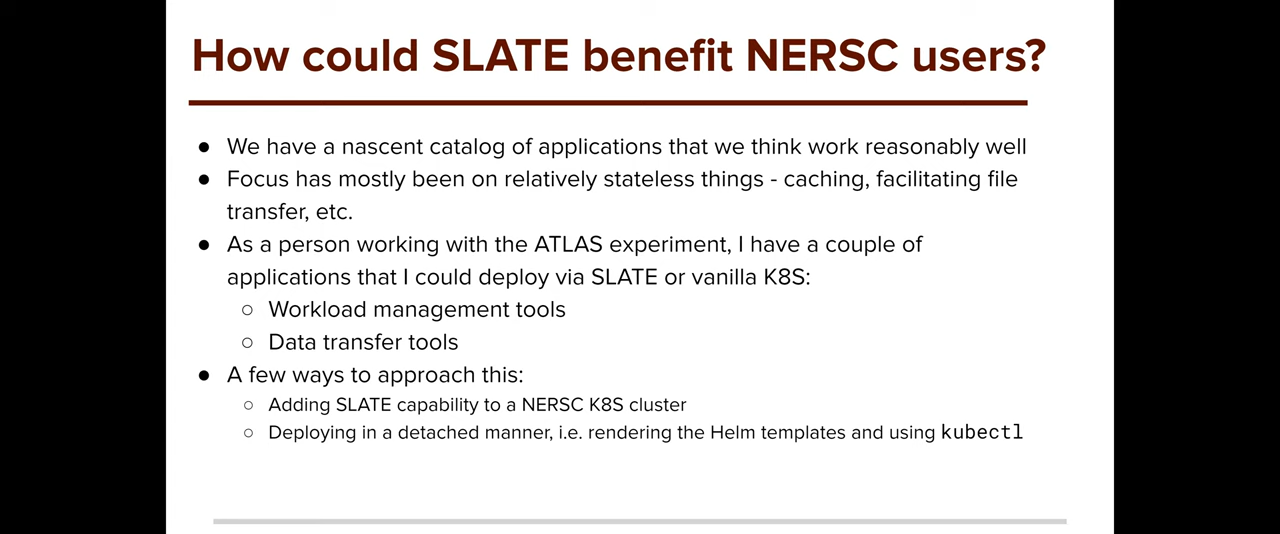 How could SLATE benefit NERSC users?
● We have a nascent catalog of applications that we think work reasonably well
● Focus has mostly been on relatively stateless things - caching, facilitating file
transfer, etc.
● As a person working with the ATLAS experiment, I have a couple of
applications that I could deploy via SLATE or vanilla K8S:
○ Workload management tools
○ Data transfer tools
● A few ways to approach this:
○ Adding SLATE capability to a NERSC K8S cluster
○ Deploying in a detached manner, i.e. rendering the Helm templates and using kubectl